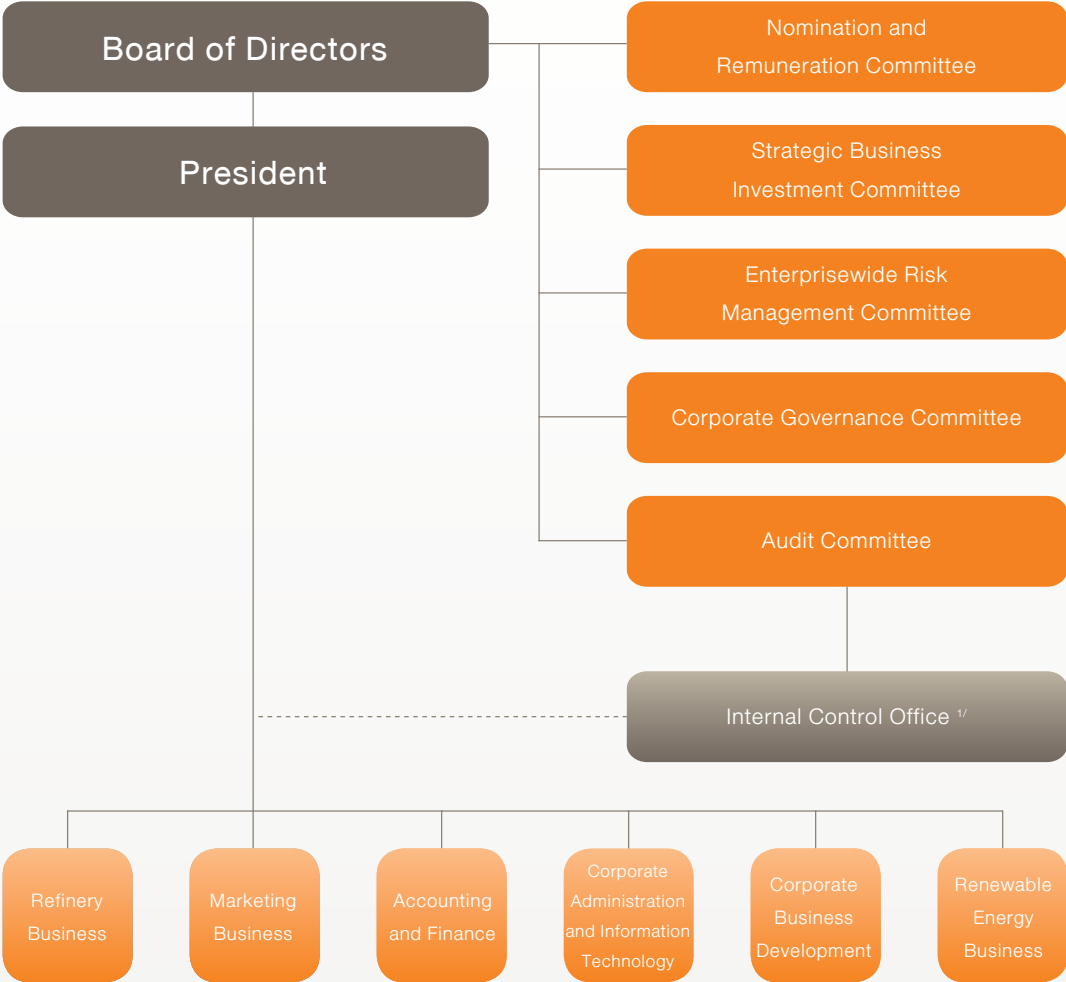 Board of Directors
President
Nomination and
Remuneration Committee
Strategic Business
Investment Committee
Enterprisewide Risk
Management Committee
Corporate Governance Committee
Audit Committee
Internal Control Office 1/
Refinery
Business
Marketing
Business
Accounting
and Finance
Corporate
Administration
and Information
Technology
Corporate
Business
Development
Renewable
Energy
Business